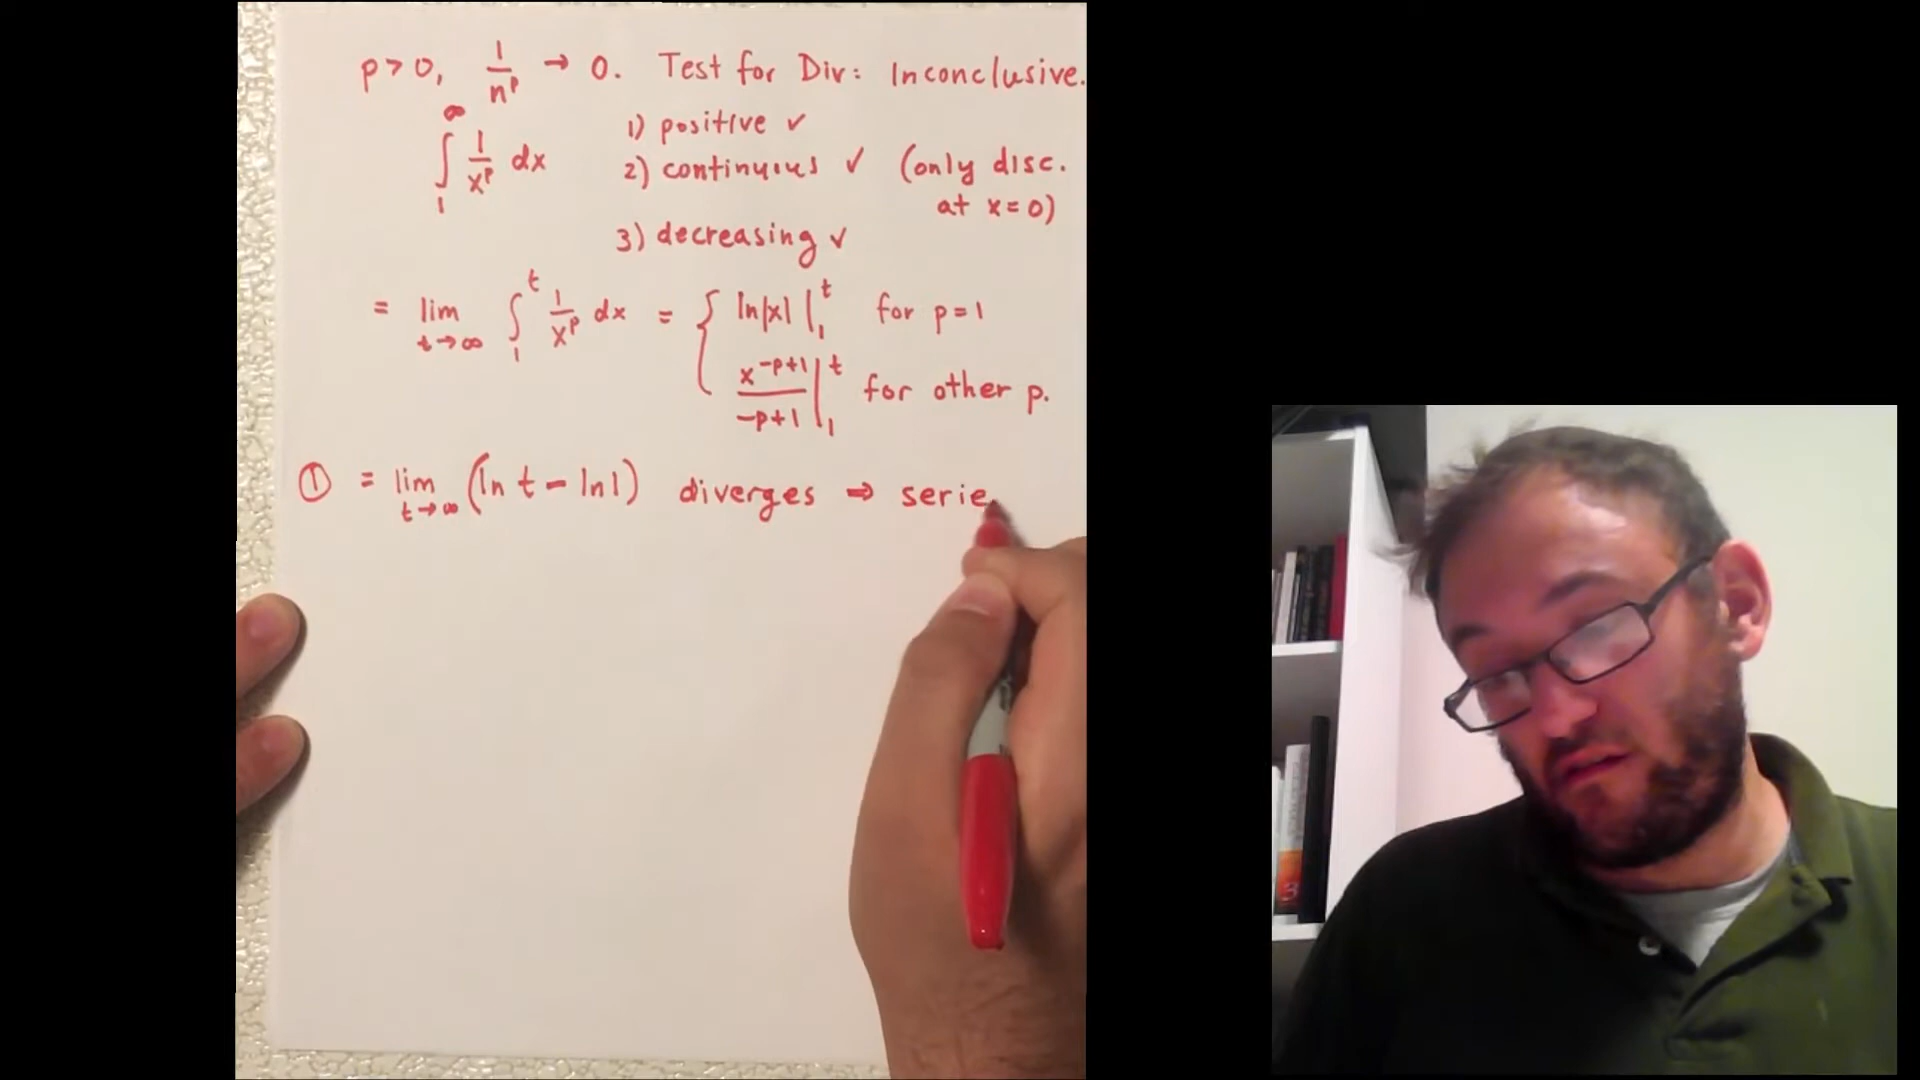 p > 0, 1/n^p → 0. Test for Div: Inconclusive.
∫_1^∞ 1/x^p dx
1) positive ✓
2) continuous ✓ (only disc. at x = 0)
3) decreasing ✓
= lim_{t→∞} ∫_1^t 1/x^p dx = { ln|x| |_1^t for p = 1
x^{-p+1}/-p+1 |_1^t for other p.
① = lim_{t→∞} (ln t - ln 1) diverges ⇒ serie